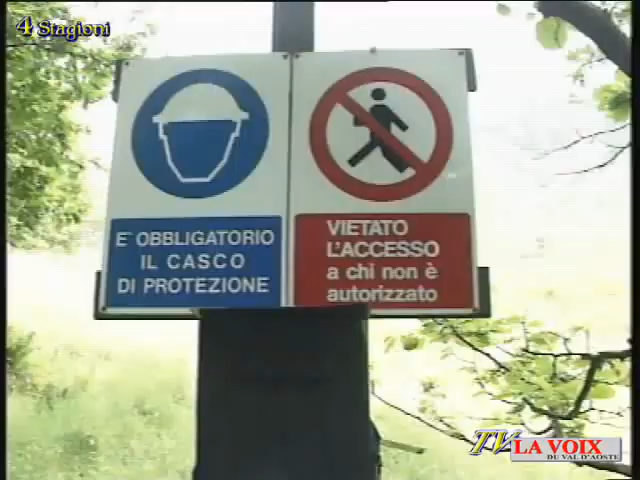 4 Stagioni
E' OBBLIGATORIO
IL CASCO
DI PROTEZIONE
VIETATO
L'ACCESSO
a chi non è
autorizzato
TV LA VOIX
DU VAL D'AOSTE